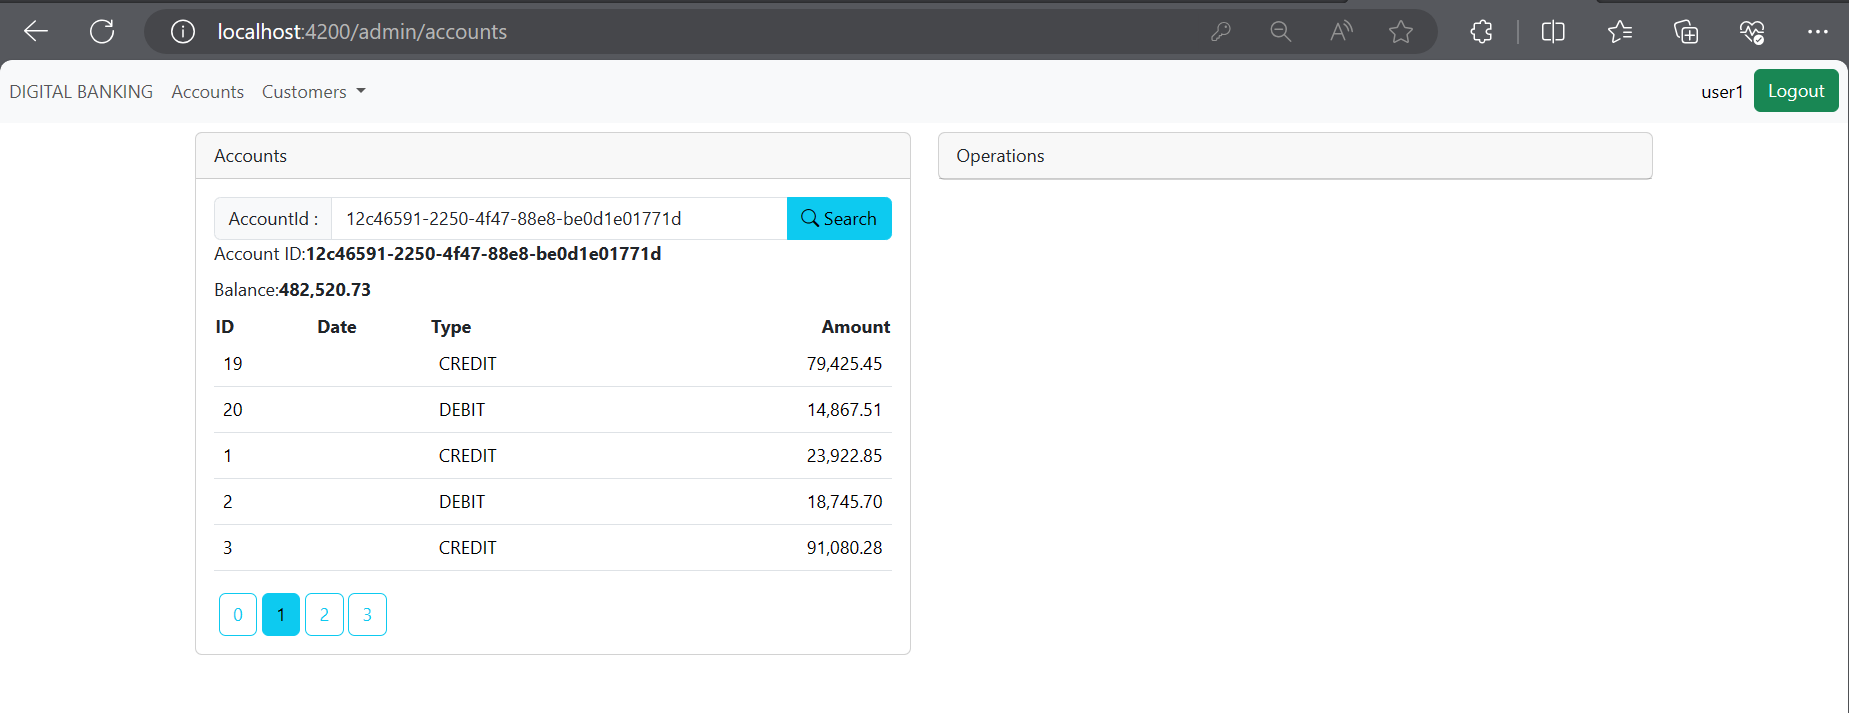 localhost:4200/admin/accounts
DIGITAL BANKING Accounts Customers user1 Logout
Accounts
AccountId : 12c46591-2250-4f47-88e8-be0d1e01771d Search
Account ID:12c46591-2250-4f47-88e8-be0d1e01771d
Balance:482,520.73
ID Date Type Amount
19 CREDIT 79,425.45
20 DEBIT 14,867.51
1 CREDIT 23,922.85
2 DEBIT 18,745.70
3 CREDIT 91,080.28
0 1 2 3
Operations